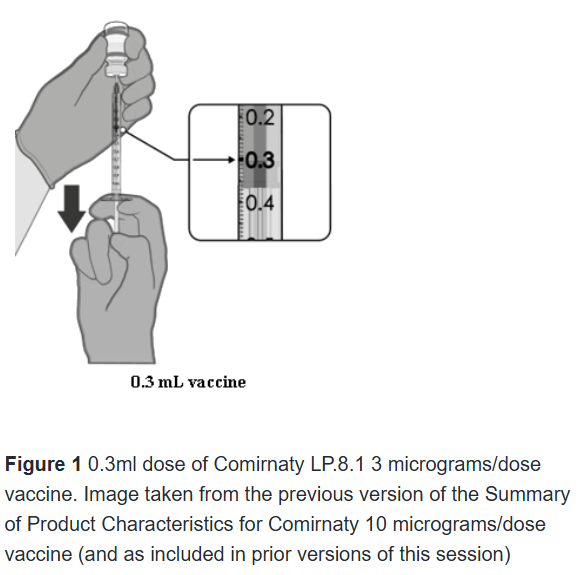 0.2
0.3
0.4
0.3 mL vaccine
Figure 1 0.3ml dose of Comirnaty LP.8.1 3 micrograms/dose
vaccine. Image taken from the previous version of the Summary
of Product Characteristics for Comirnaty 10 micrograms/dose
vaccine (and as included in prior versions of this session)